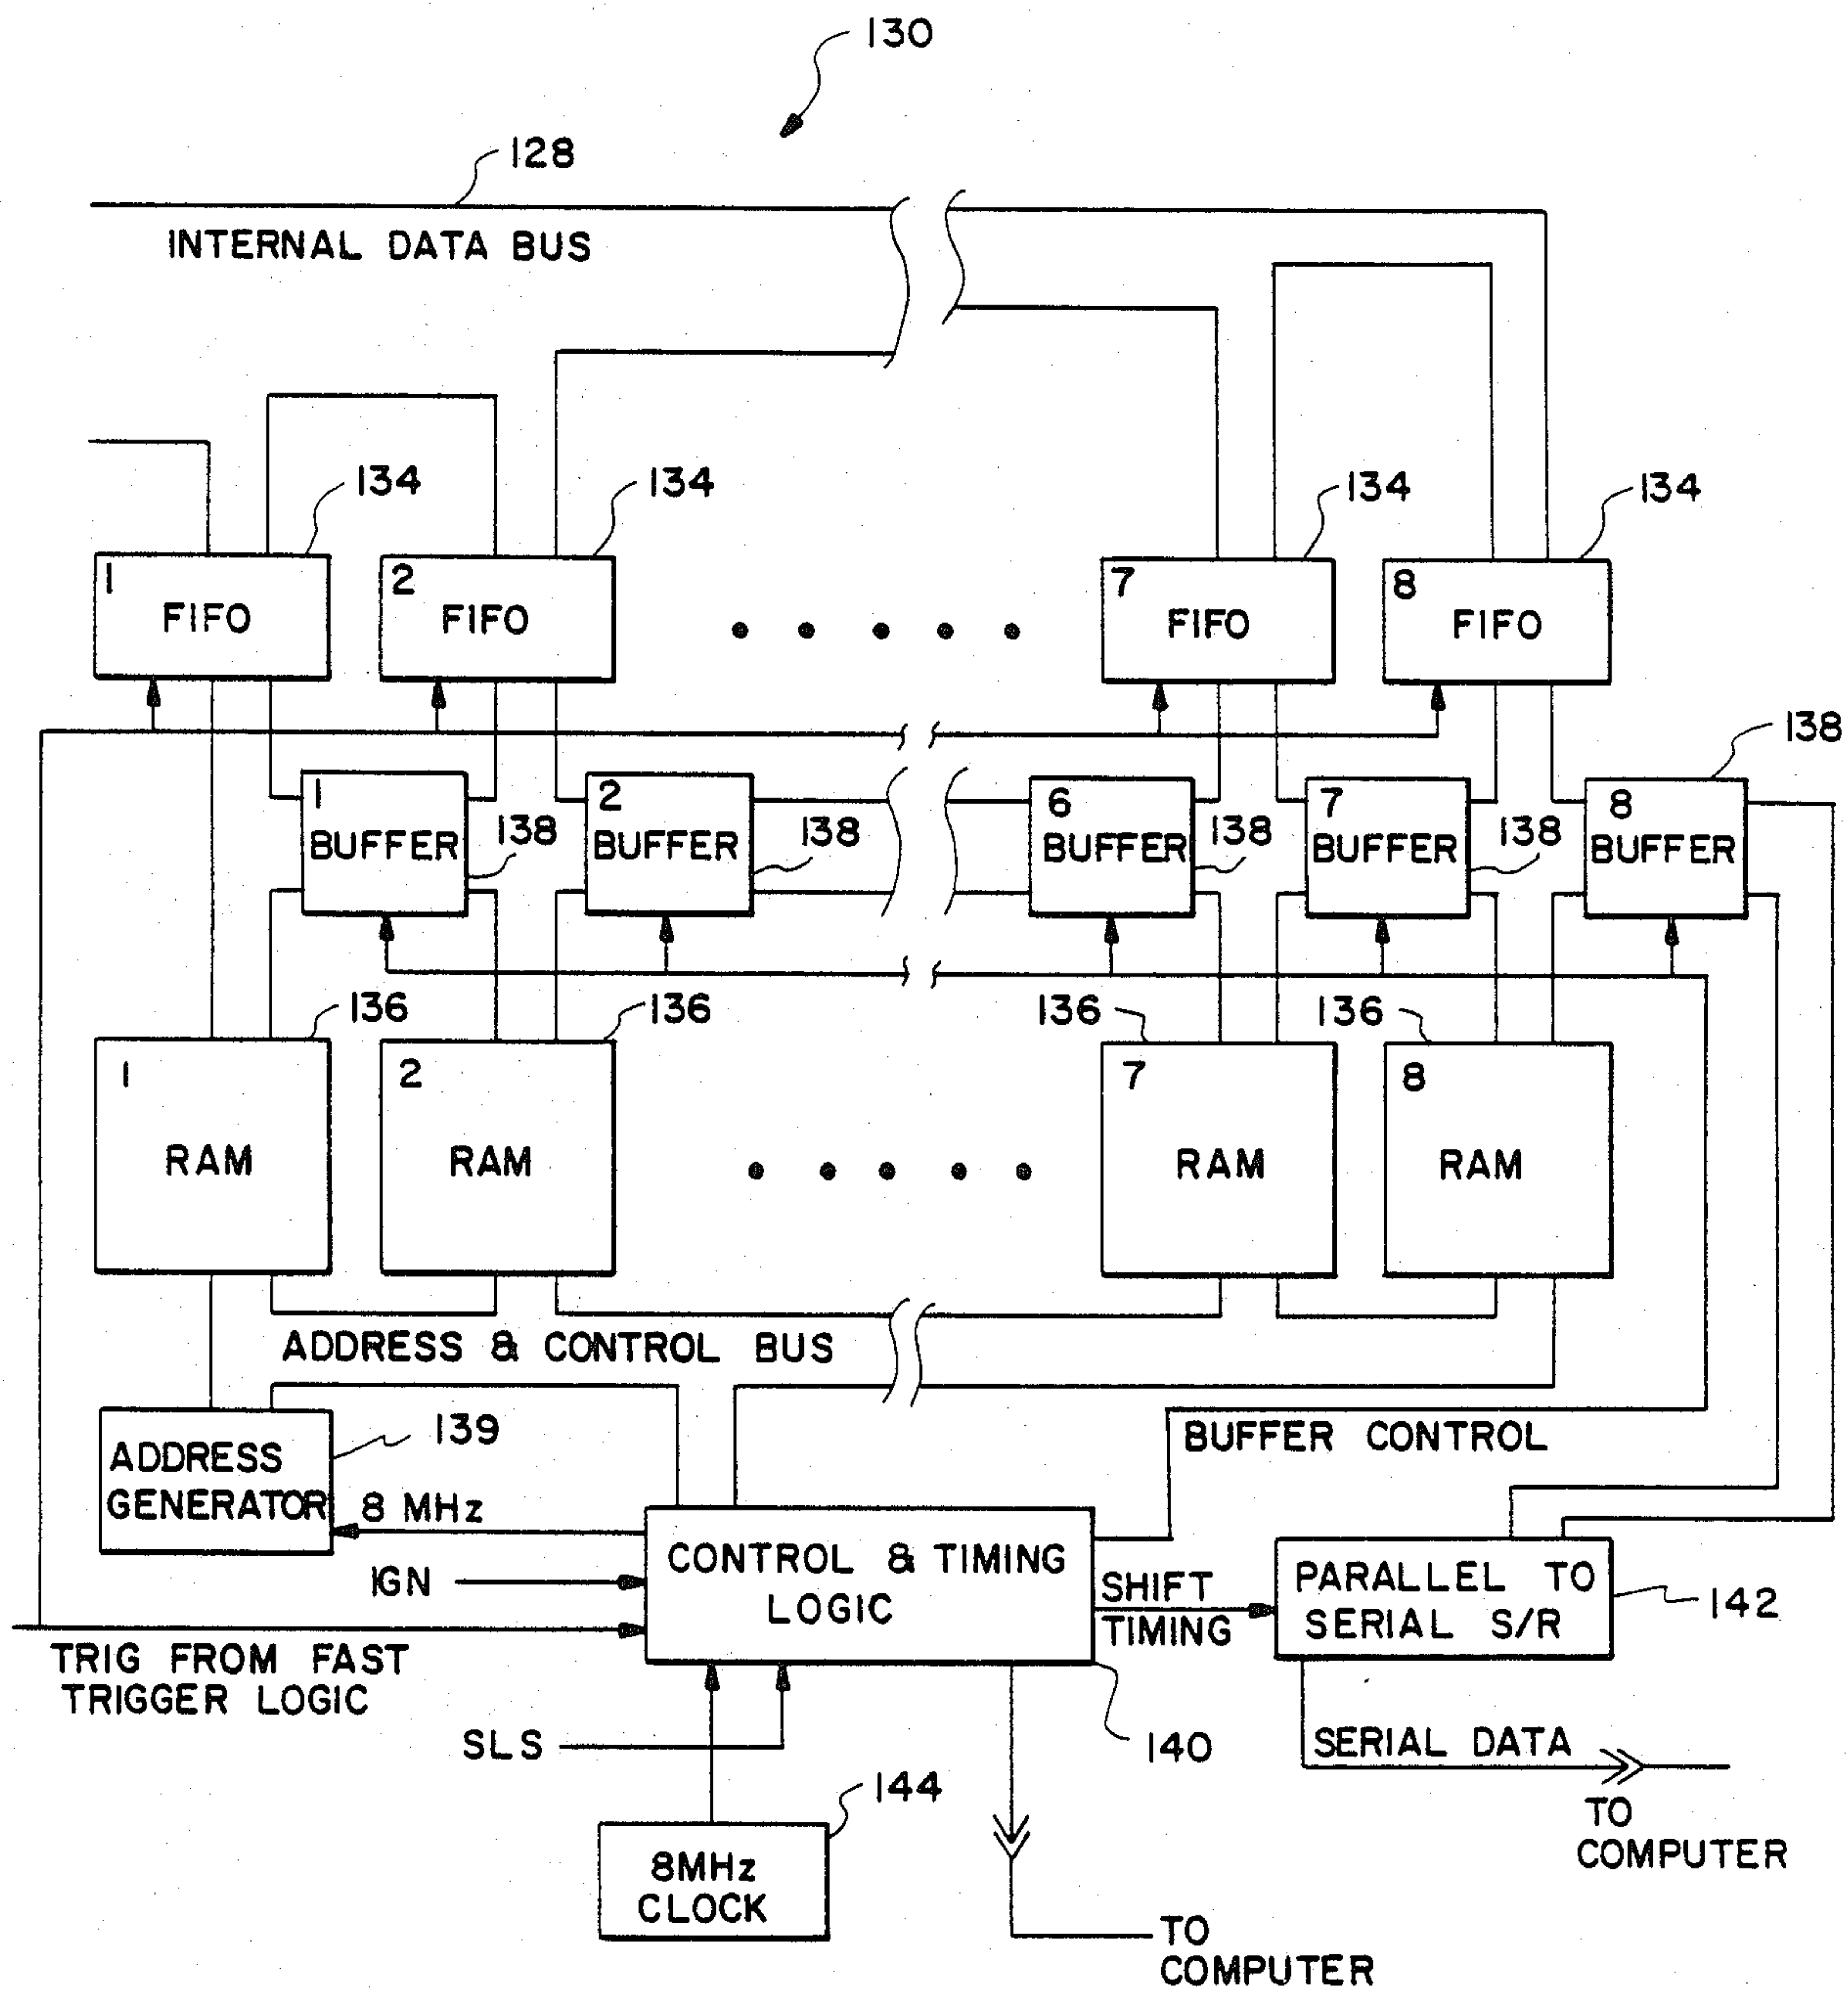 130
128
INTERNAL DATA BUS
134
134
134
134
1
FIFO
2
FIFO
7
FIFO
8
FIFO
138
1
BUFFER
138
2
BUFFER
138
6
BUFFER
138
7
BUFFER
138
8
BUFFER
136
136
136
136
1
RAM
2
RAM
7
RAM
8
RAM
ADDRESS & CONTROL BUS
139
ADDRESS
GENERATOR
8 MHz
BUFFER CONTROL
IGN
CONTROL & TIMING
LOGIC
SHIFT
TIMING
PARALLEL TO
SERIAL S/R
142
TRIG FROM FAST
TRIGGER LOGIC
SLS
140
SERIAL DATA
144
8MHz
CLOCK
TO
COMPUTER
TO
COMPUTER